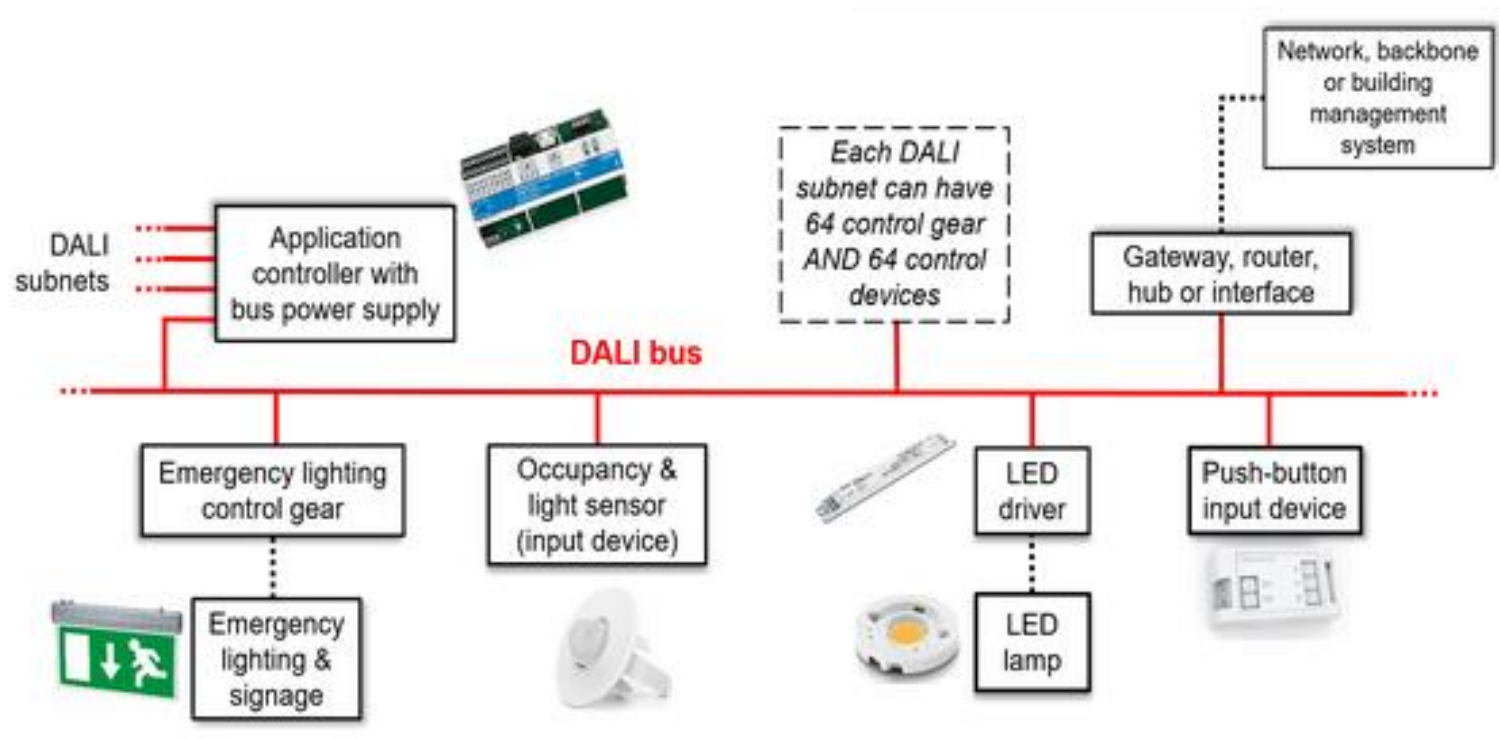 Network, backbone
or building
management
system
Each DALI
subnet can have
64 control gear
AND 64 control
devices
DALI
subnets
Application
controller with
bus power supply
Gateway, router,
hub or interface
DALI bus
Emergency lighting
control gear
Occupancy &
light sensor
(input device)
LED
driver
Push-button
input device
Emergency
lighting &
signage
LED
lamp